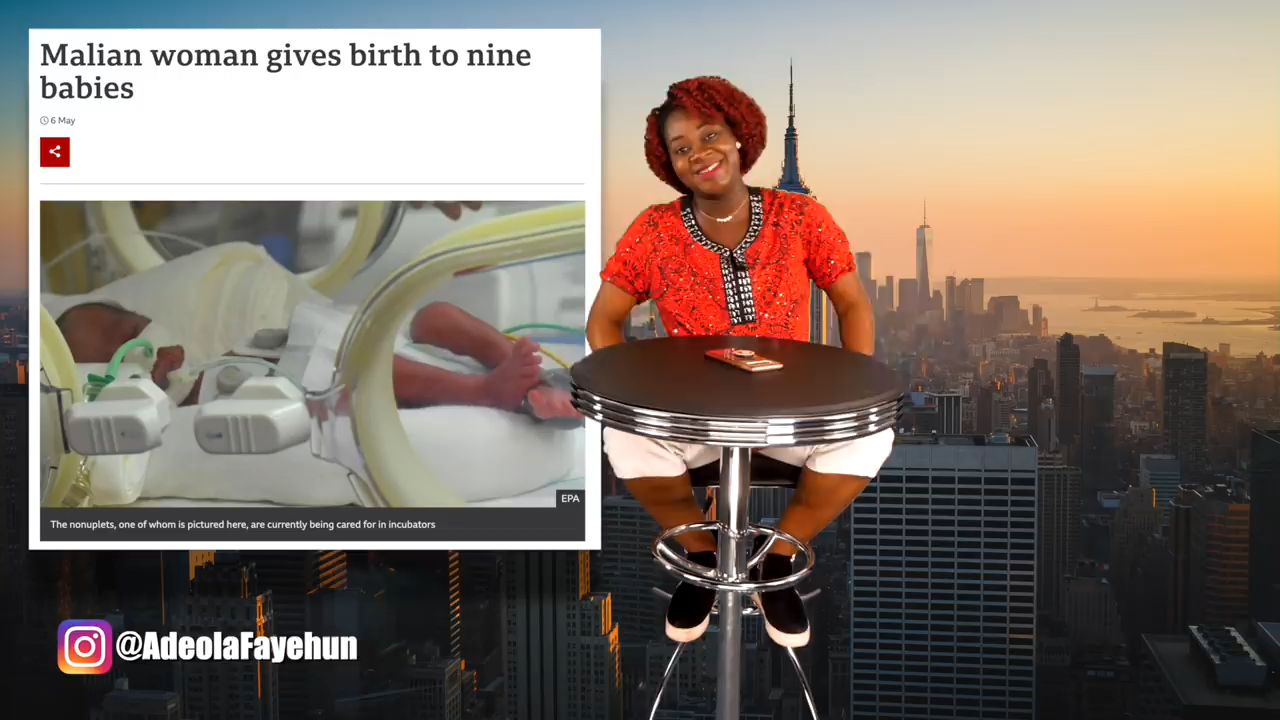 Malian woman gives birth to nine
babies
6 May
EPA
The nonuplets, one of whom is pictured here, are currently being cared for in incubators
@AdeolaFayehun